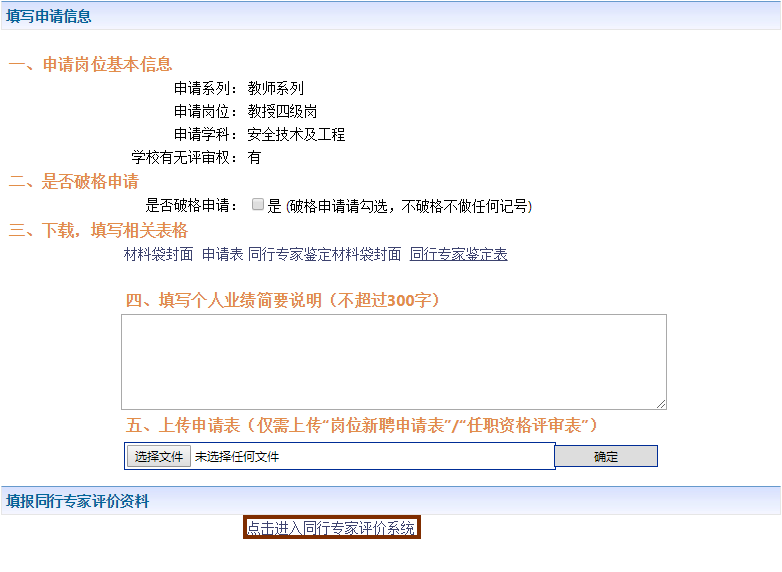 填写申请信息
一、申请岗位基本信息
申请系列： 教师系列
申请岗位： 教授四级岗
申请学科： 安全技术及工程
学校有无评审权： 有
二、是否破格申请
是否破格申请： 是 (破格申请请勾选，不破格不做任何记号)
三、下载，填写相关表格
材料袋封面 申请表 同行专家鉴定材料袋封面 同行专家鉴定表
四、填写个人业绩简要说明（不超过300字）
五、上传申请表（仅需上传“岗位新聘申请表”/“任职资格评审表”）
选择文件 未选择任何文件 确定
填报同行专家评价资料
点击进入同行专家评价系统